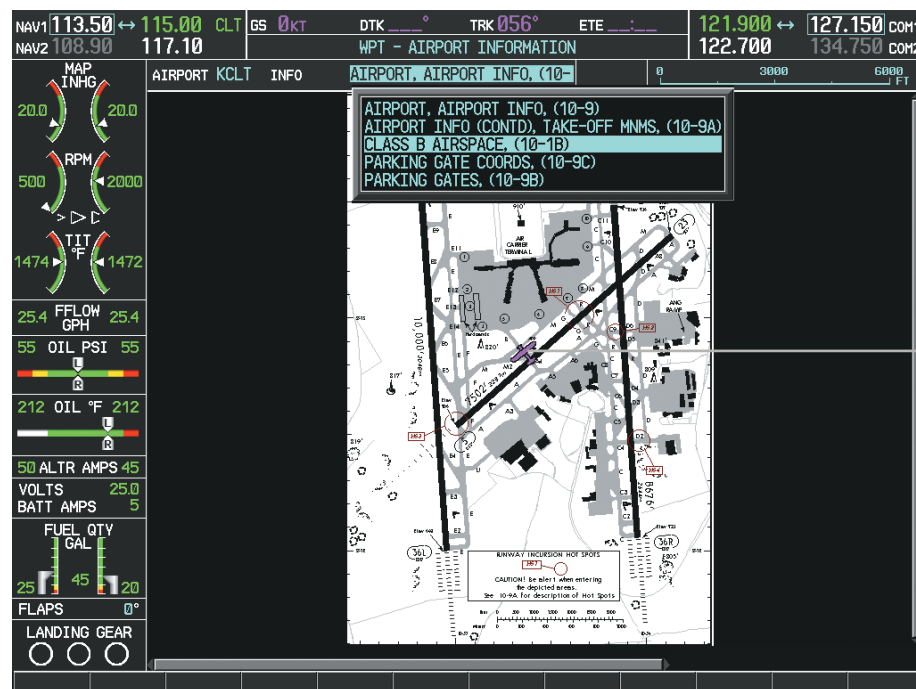 NAV1 113.50 ↔ 115.00 CLT
NAV2 108.90 117.10
GS 0KT DTK ___° TRK 056° ETE __:__
WPT - AIRPORT INFORMATION
121.900 ↔ 127.150 COM1
122.700 134.750 COM2
AIRPORT KCLT INFO AIRPORT, AIRPORT INFO, (10-
0 3000 6000
FT
AIRPORT, AIRPORT INFO, (10-9)
AIRPORT INFO (CONTD), TAKE-OFF MNMS, (10-9A)
CLASS B AIRSPACE, (10-1B)
PARKING GATE COORDS, (10-9C)
PARKING GATES, (10-9B)
MAP
INHG
20.0 20.0
RPM
500 2000
TIT
°F
1474 1472
25.4 FFLOW GPH 25.4
55 OIL PSI 55
L
R
212 OIL °F 212
L
R
50 ALTR AMPS 45
VOLTS 25.0
BATT AMPS 5
FUEL QTY
GAL
25 45 20
FLAPS 0°
LANDING GEAR
910'
AIR
CARRIER
TERMINAL
ANG
RAMP
10,000'
7502'
8676'
820'
817'
819'
809'
36L
36R
RUNWAY INCURSION HOT SPOTS
CAUTION! Be alert when entering
the depicted areas.
See 10-9A for description of Hot Spots